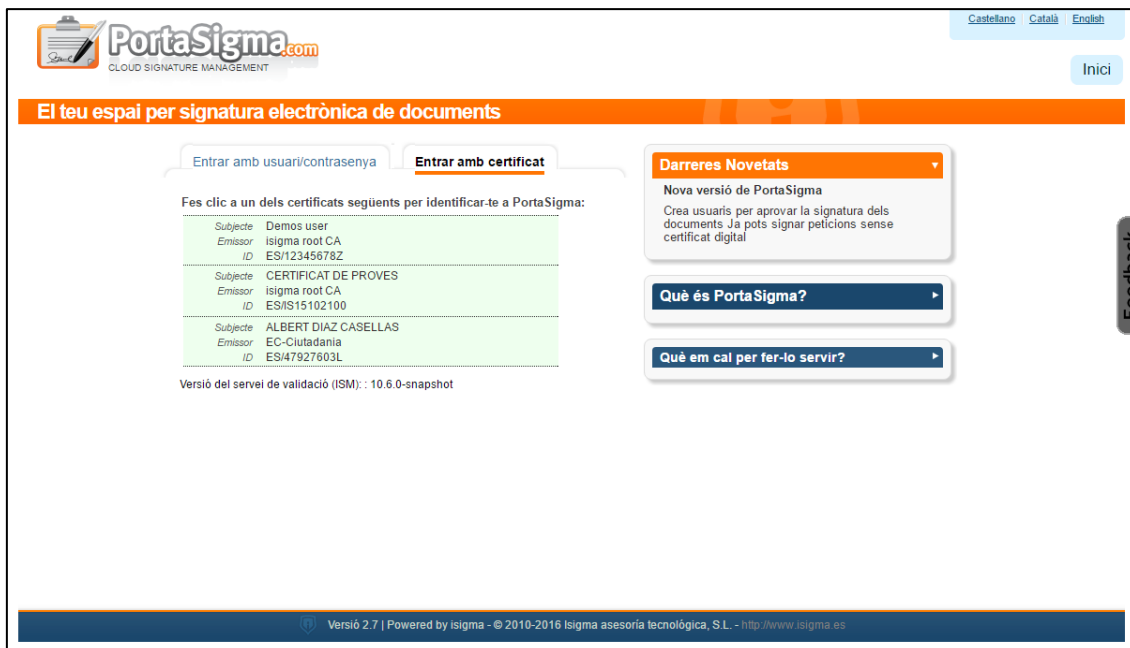 Castellano Català English
PortaSigma.com
CLOUD SIGNATURE MANAGEMENT
Inici
El teu espai per signatura electrònica de documents
Entrar amb usuari/contrasenya
Entrar amb certificat
Fes clic a un dels certificats següents per identificar-te a PortaSigma:
Subjecte Demos user
Emissor isigma root CA
ID ES/12345678Z
Subjecte CERTIFICAT DE PROVES
Emissor isigma root CA
ID ES/IS15102100
Subjecte ALBERT DIAZ CASELLAS
Emissor EC-Ciutadania
ID ES/47927603L
Versió del servei de validació (ISM): : 10.6.0-snapshot
Darreres Novetats
Nova versió de PortaSigma
Crea usuaris per aprovar la signatura dels
documents Ja pots signar peticions sense
certificat digital
Què és PortaSigma?
Què em cal per fer-lo servir?
Feedback
Versió 2.7 | Powered by isigma - © 2010-2016 Isigma asesoría tecnológica, S.L. - http://www.isigma.es